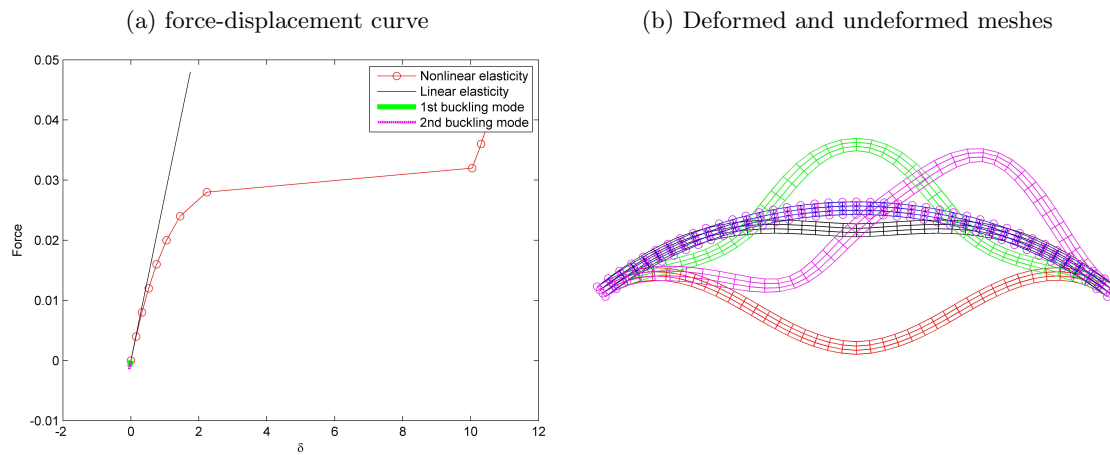 (a) force-displacement curve
(b) Deformed and undeformed meshes
0.05
0.04
0.03
0.02
0.01
0
-0.01
Force
-2
0
2
4
6
8
10
12
δ
Nonlinear elasticity
Linear elasticity
1st buckling mode
2nd buckling mode